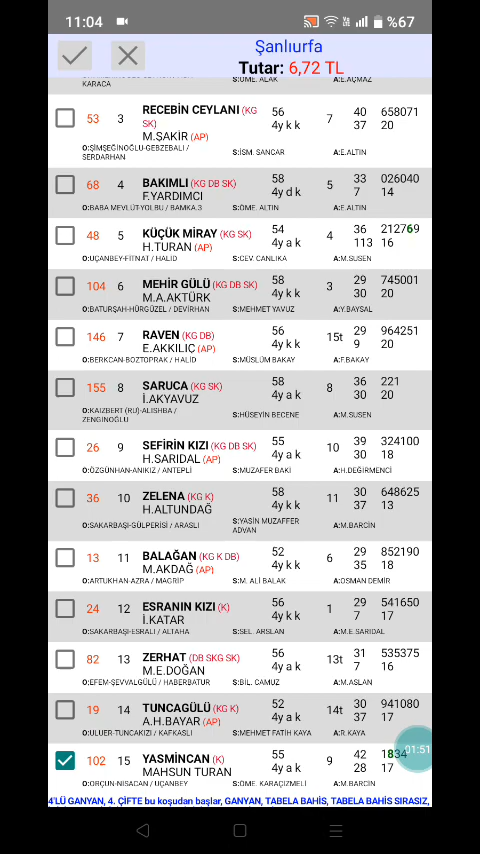 11:04 %67
Şanlıurfa
Tutar: 6,72 TL
KARACA S:ÖME. ALAK A:E.AÇMAZ
53 3 RECEBİN CEYLANI (KG SK) 56 7 40 658071
M.ŞAKİR (AP) 4y k k 37 20
O:ŞİMŞEĞİNOĞLU-GEBZEBALI / SERDARHAN S:İSM. SANCAR A:E.ALTIN
68 4 BAKIMLI (KG DB SK) 58 5 33 026040
F.YARDIMCI 4y d k 7 14
O:BABA MEVLÜT-YOLBU / BAMKA.3 S:ÖME. ALTIN A:E.ALTIN
48 5 KÜÇÜK MİRAY (KG SK) 54 4 36 212769
H.TURAN (AP) 4y a k 113 16
O:UÇANBEY-FITNAT / HALİD S:CEV. CANLIKA A:M.SUSEN
104 6 MEHİR GÜLÜ (KG DB SK) 58 3 29 745001
M.A.AKTÜRK 4y k k 30 20
O:BATURŞAH-HÜRGÜZEL / DEVİRHAN S:MEHMET YAVUZ A:Y.BAYSAL
146 7 RAVEN (KG DB) 56 15t 29 964251
E.AKKILIÇ (AP) 4y k k 9 20
O:BERKCAN-BOZTOPRAK / HALİD S:MÜSLÜM BAKAY A:F.BAKAY
155 8 SARUCA (KG SK) 58 8 36 221
İ.AKYAVUZ 4y a k 30 20
O:KAIZBERT (RU)-ALISHBA / ZENGINOĞLU S:HÜSEYİN BECENE A:M.SUSEN
26 9 SEFİRİN KIZI (KG DB SK) 55 10 39 324100
H.SARIDAL (AP) 4y a k 30 18
O:ÖZGÜNHAN-ANIKIZ / ANTEPLİ S:MUZAFER BAKİ A:H.DEĞİRMENCİ
36 10 ZELENA (KG K) 58 11 30 648625
H.ALTUNDAĞ 4y k k 37 13
O:SAKARBAŞI-GÜLPERİSİ / ARASLI S:YASİN MUZAFFER ADVAN A:M.BARCIN
13 11 BALAĞAN (KG K DB) 52 6 29 852190
M.AKDAĞ (AP) 4y a k 35 18
O:ARTUKHAN-AZRA / MAGRİP S:M. ALİ BALAK A:OSMAN DEMİR
24 12 ESRANIN KIZI (K) 56 1 29 541650
İ.KATAR 4y k k 7 17
O:SAKARBAŞI-ESRALI / ALTAHA S:SEL. ARSLAN A:M.E.SARIDAL
82 13 ZERHAT (DB SKG SK) 56 13t 31 535375
M.E.DOĞAN 4y a k 7 16
O:EFEM-ŞEVVALGÜLÜ / HABERBATUR S:BİL. CAMUZ A:M.ASLAN
19 14 TUNCAGÜLÜ (KG K) 52 14t 30 941080
A.H.BAYAR (AP) 4y a k 37 17
O:ULUER-TUNCAKIZI / KAFKASLI S:MEHMET FATİH KAYA A:R.KAYA
102 15 YASMİNCAN (K) 55 9 42 1834
MAHSUN TURAN 4y a k 28 17
O:ORÇUN-NİSACAN / UÇANBEY S:ÖME. KARAÇİZMELİ A:M.BARCIN
01:51
4'LÜ GANYAN, 4. ÇİFTE bu koşudan başlar, GANYAN, TABELA BAHİS, TABELA BAHİS SIRASIZ,